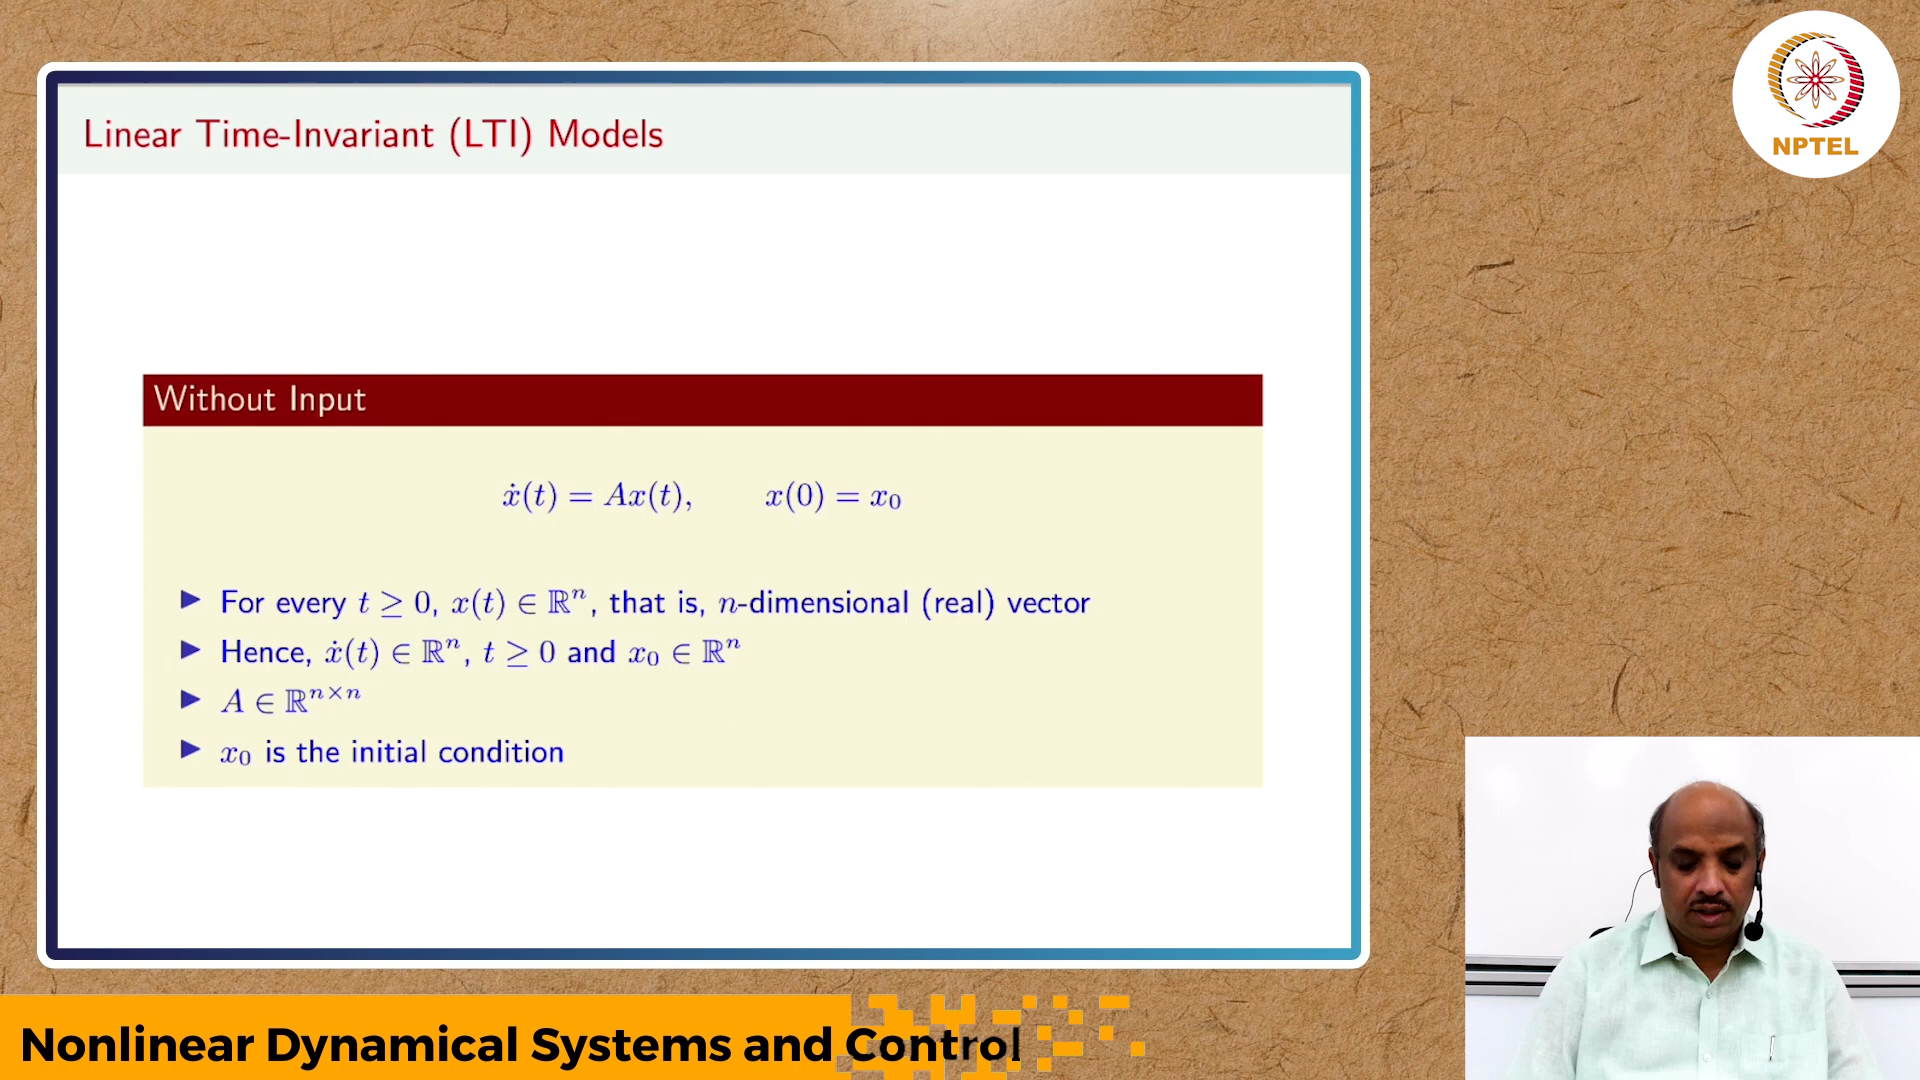 Linear Time-Invariant (LTI) Models
NPTEL
Without Input
ẋ(t) = Ax(t), x(0) = x₀
▶ For every t ≥ 0, x(t) ∈ ℝⁿ, that is, n-dimensional (real) vector
▶ Hence, ẋ(t) ∈ ℝⁿ, t ≥ 0 and x₀ ∈ ℝⁿ
▶ A ∈ ℝⁿˣⁿ
▶ x₀ is the initial condition
Nonlinear Dynamical Systems and Control